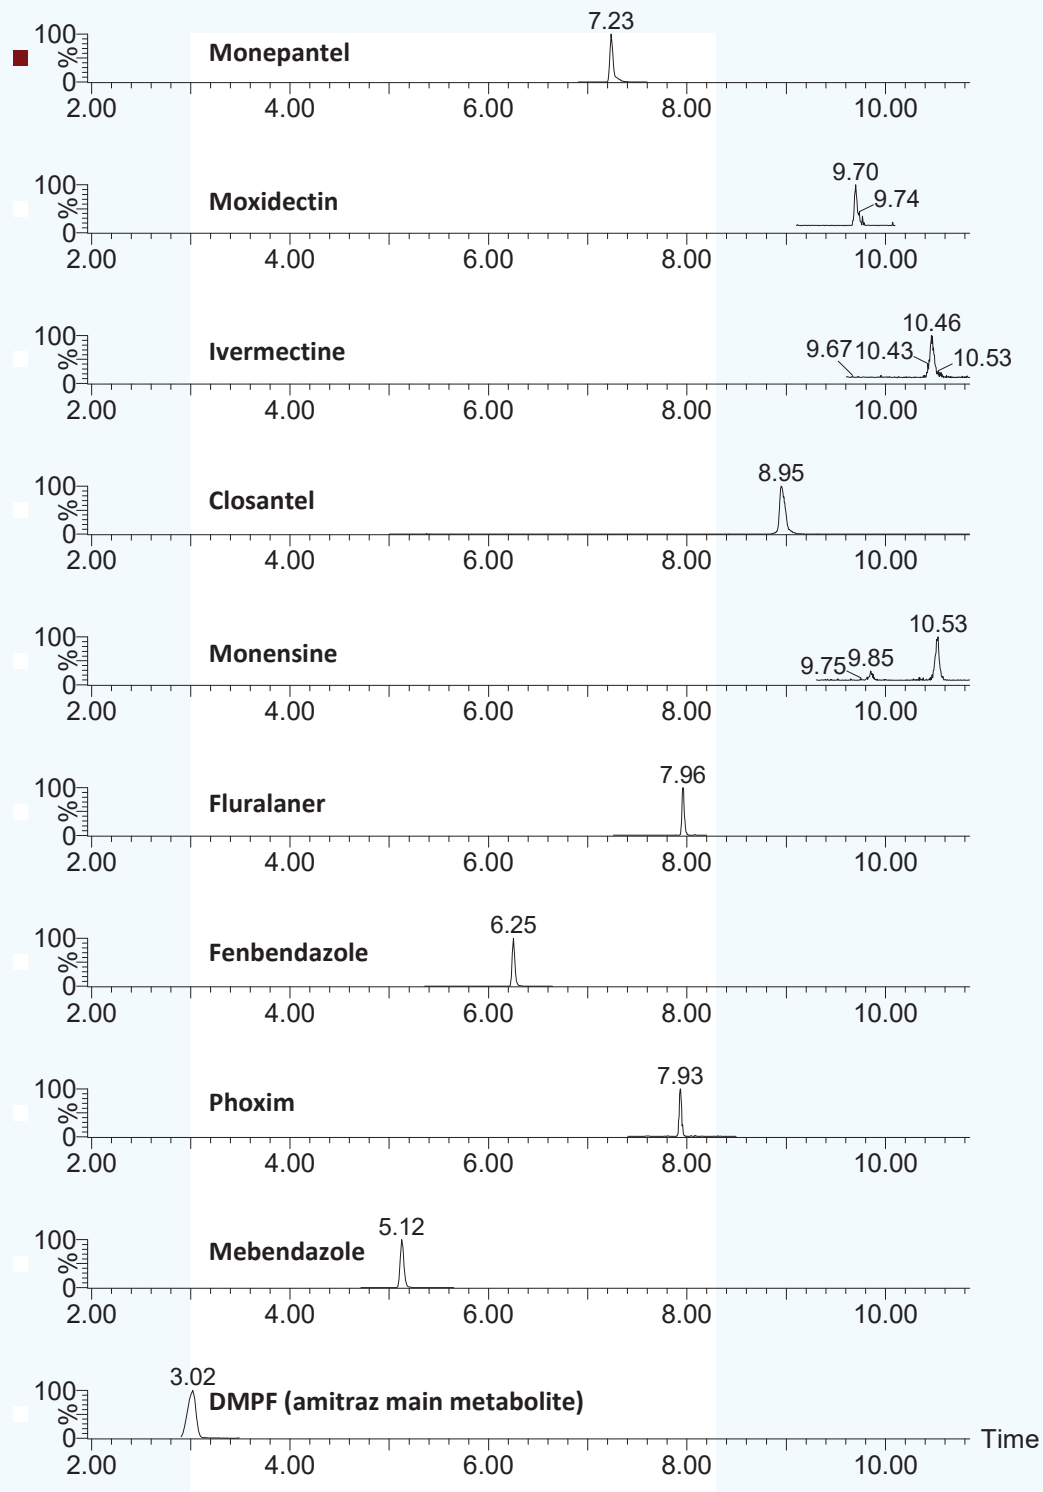 7.23
100
%
0
Monepantel
2.00 4.00 6.00 8.00 10.00
9.70
100
%
0
Moxidectin
9.74
2.00 4.00 6.00 8.00 10.00
10.46
100
%
0
Ivermectine
9.67 10.43 10.53
2.00 4.00 6.00 8.00 10.00
8.95
100
%
0
Closantel
2.00 4.00 6.00 8.00 10.00
10.53
100
%
0
Monensine
9.75 9.85
2.00 4.00 6.00 8.00 10.00
7.96
100
%
0
Fluralaner
2.00 4.00 6.00 8.00 10.00
6.25
100
%
0
Fenbendazole
2.00 4.00 6.00 8.00 10.00
7.93
100
%
0
Phoxim
2.00 4.00 6.00 8.00 10.00
5.12
100
%
0
Mebendazole
2.00 4.00 6.00 8.00 10.00
3.02
100
%
0
DMPF (amitraz main metabolite)
Time
2.00 4.00 6.00 8.00 10.00